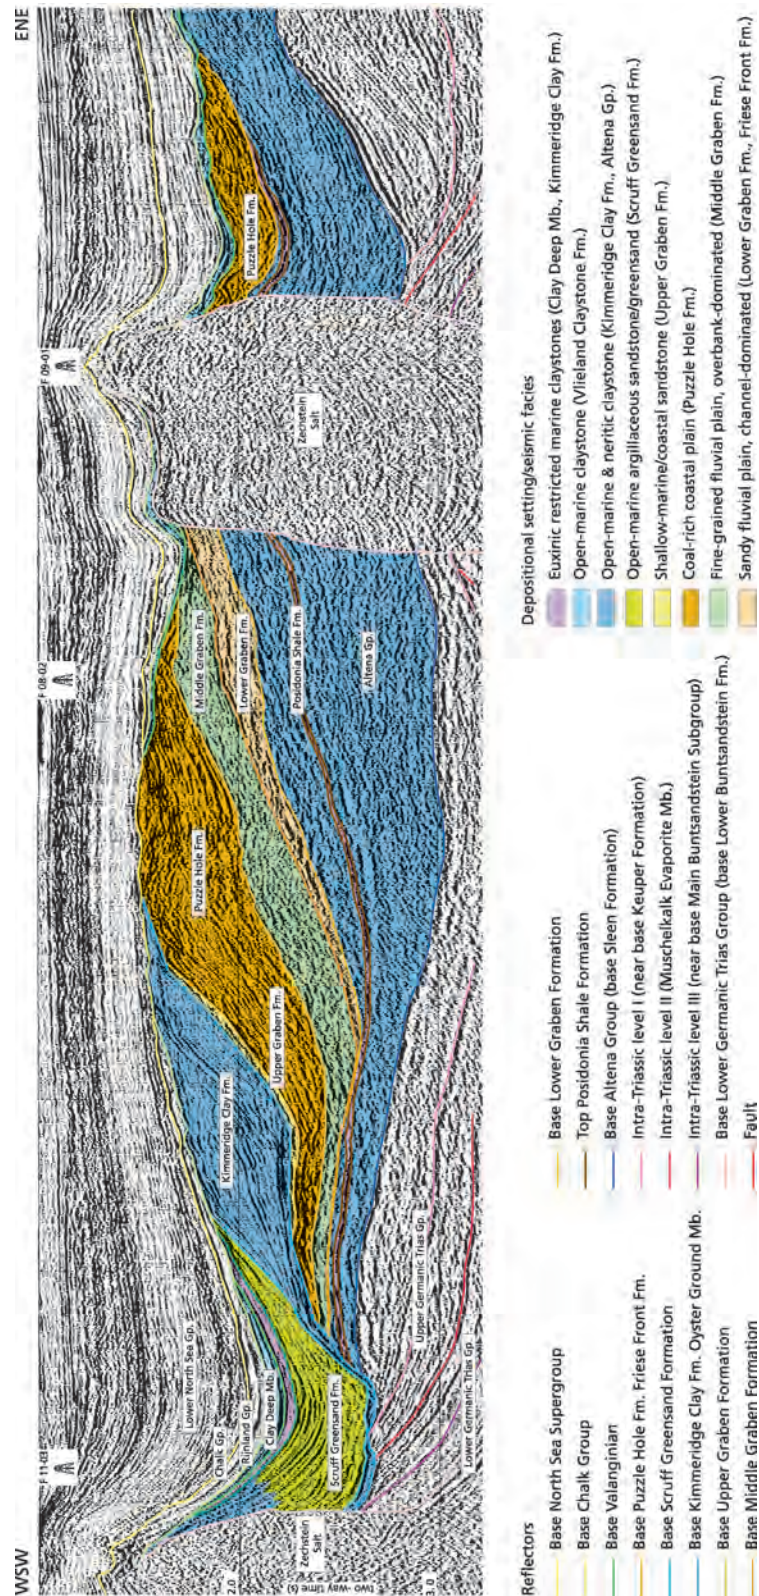 WSW
ENE
F 11-03
F 08-02
F 09-01
Lower North Sea Gp.
Chalk Gp.
Rijnland Gp.
Clay Deep Mb.
Scruff Greensand Fm.
Kimmeridge Clay Fm.
Upper Graben Fm.
Puzzle Hole Fm.
Middle Graben Fm.
Lower Graben Fm.
Posidonia Shale Fm.
Altena Gp.
Zechstein
Salt
Puzzle Hole Fm.
Zechstein
Salt
Upper Germanic Trias Gp.
Lower Germanic Trias Gp.
2.0
two-way time (s)
3.0
Reflectors
Base North Sea Supergroup
Base Chalk Group
Base Valanginian
Base Puzzle Hole Fm. Friese Front Fm.
Base Scruff Greensand Formation
Base Kimmeridge Clay Fm. Oyster Ground Mb.
Base Upper Graben Formation
Base Middle Graben Formation
Base Lower Graben Formation
Top Posidonia Shale Formation
Base Altena Group (base Sleen Formation)
Intra-Triassic level I (near base Keuper Formation)
Intra-Triassic level II (Muschelkalk Evaporite Mb.)
Intra-Triassic level III (near base Main Buntsandstein Subgroup)
Base Lower Germanic Trias Group (base Lower Buntsandstein Fm.)
Fault
Depositional setting/seismic facies
Euxinic restricted marine claystones (Clay Deep Mb., Kimmeridge Clay Fm.)
Open-marine claystone (Vlieland Claystone Fm.)
Open-marine & neritic claystone (Kimmeridge Clay Fm., Altena Gp.)
Open-marine argillaceous sandstone/greensand (Scruff Greensand Fm.)
Shallow-marine/coastal sandstone (Upper Graben Fm.)
Coal-rich coastal plain (Puzzle Hole Fm.)
Fine-grained fluvial plain, overbank-dominated (Middle Graben Fm.)
Sandy fluvial plain, channel-dominated (Lower Graben Fm., Friese Front Fm.)